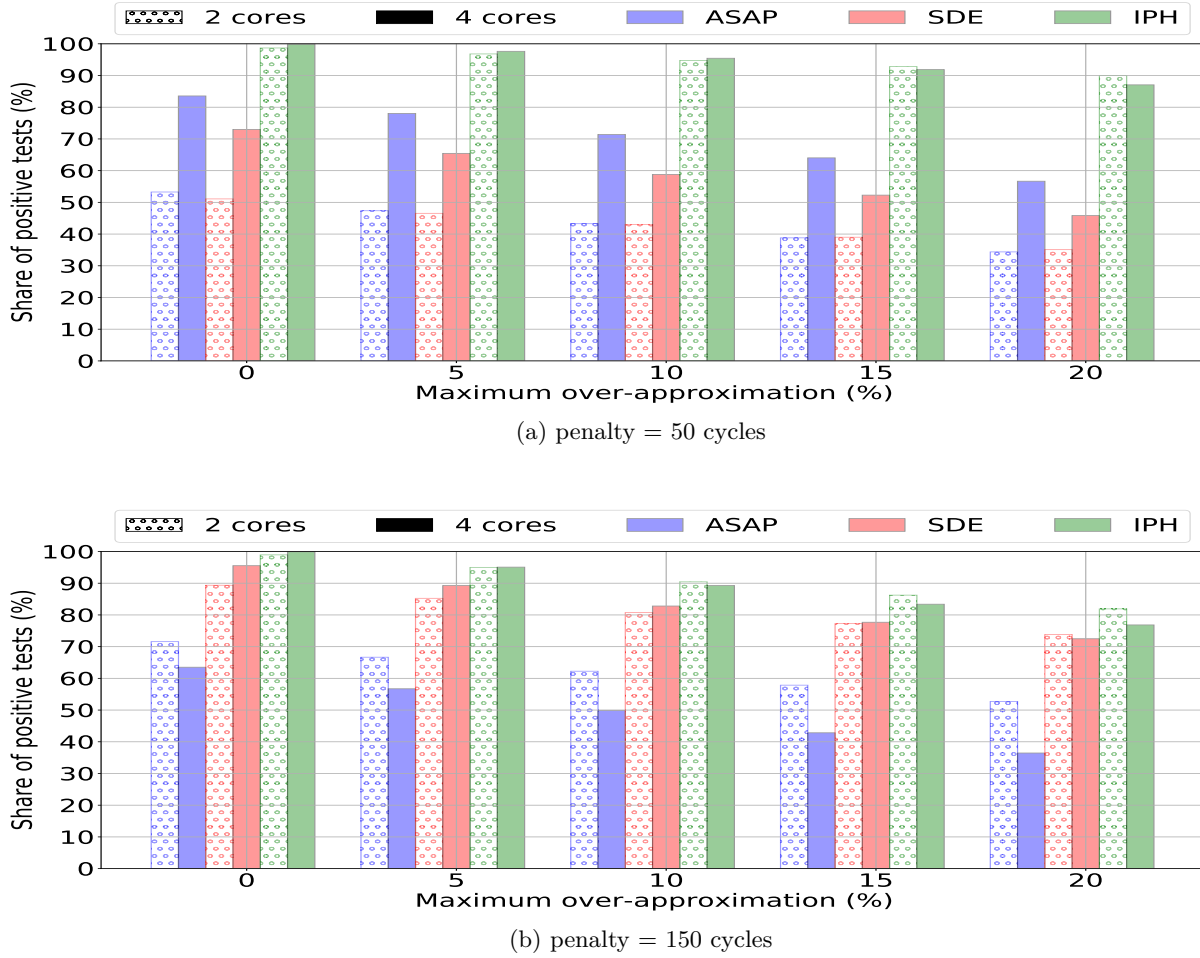 2 cores 4 cores ASAP SDE IPH
Share of positive tests (%)
100
90
80
70
60
50
40
30
20
10
0
0 5 10 15 20
Maximum over-approximation (%)
(a) penalty = 50 cycles
2 cores 4 cores ASAP SDE IPH
Share of positive tests (%)
100
90
80
70
60
50
40
30
20
10
0
0 5 10 15 20
Maximum over-approximation (%)
(b) penalty = 150 cycles